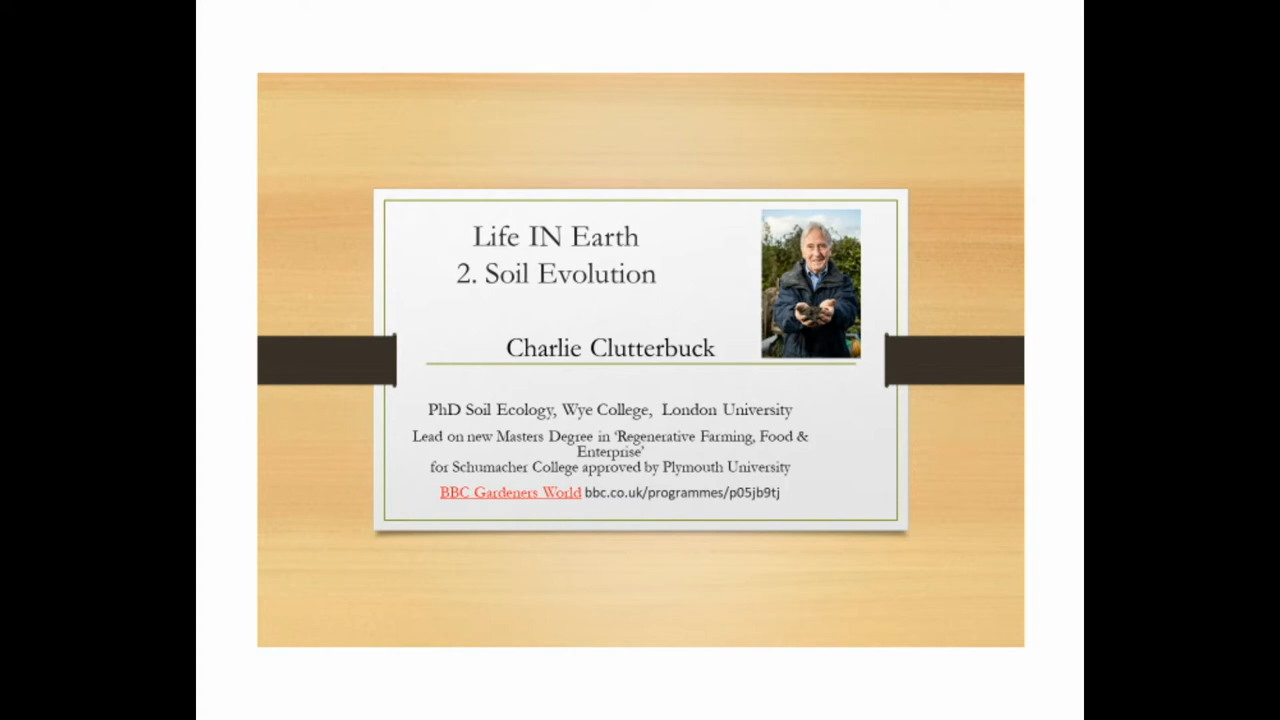 Life IN Earth
2. Soil Evolution
Charlie Clutterbuck
PhD Soil Ecology, Wye College, London University
Lead on new Masters Degree in ‘Regenerative Farming, Food &
Enterprise’
for Schumacher College approved by Plymouth University
BBC Gardeners World bbc.co.uk/programmes/p05jb9tj